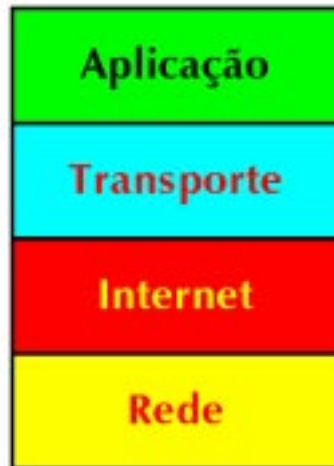 Aplicação
Transporte
Internet
Rede